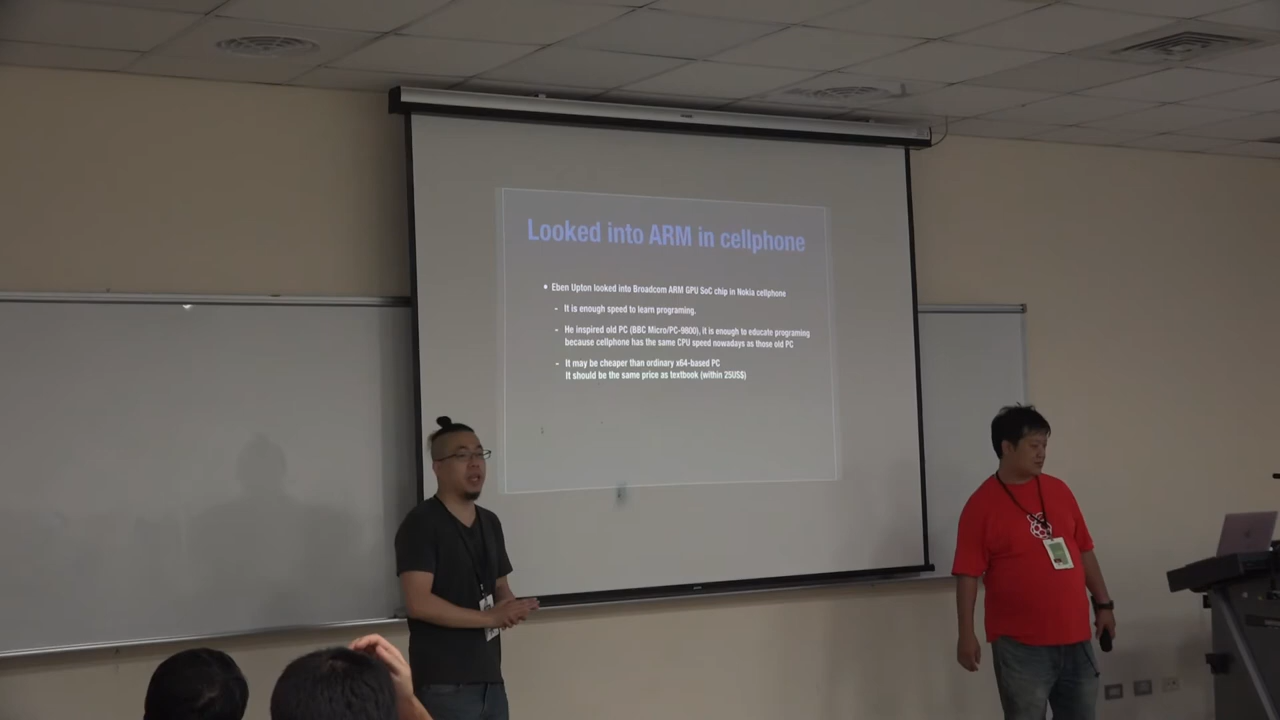 Looked into ARM in cellphone
• Eben Upton looked into Broadcom ARM GPU SoC chip in Nokia cellphone
- It is enough speed to learn programing.
- He inspired old PC (BBC Micro/PC-9800), it is enough to educate programing
because cellphone has the same CPU speed nowadays as those old PC
- It may be cheaper than ordinary x64-based PC
It should be the same price as textbook (within 25US$)